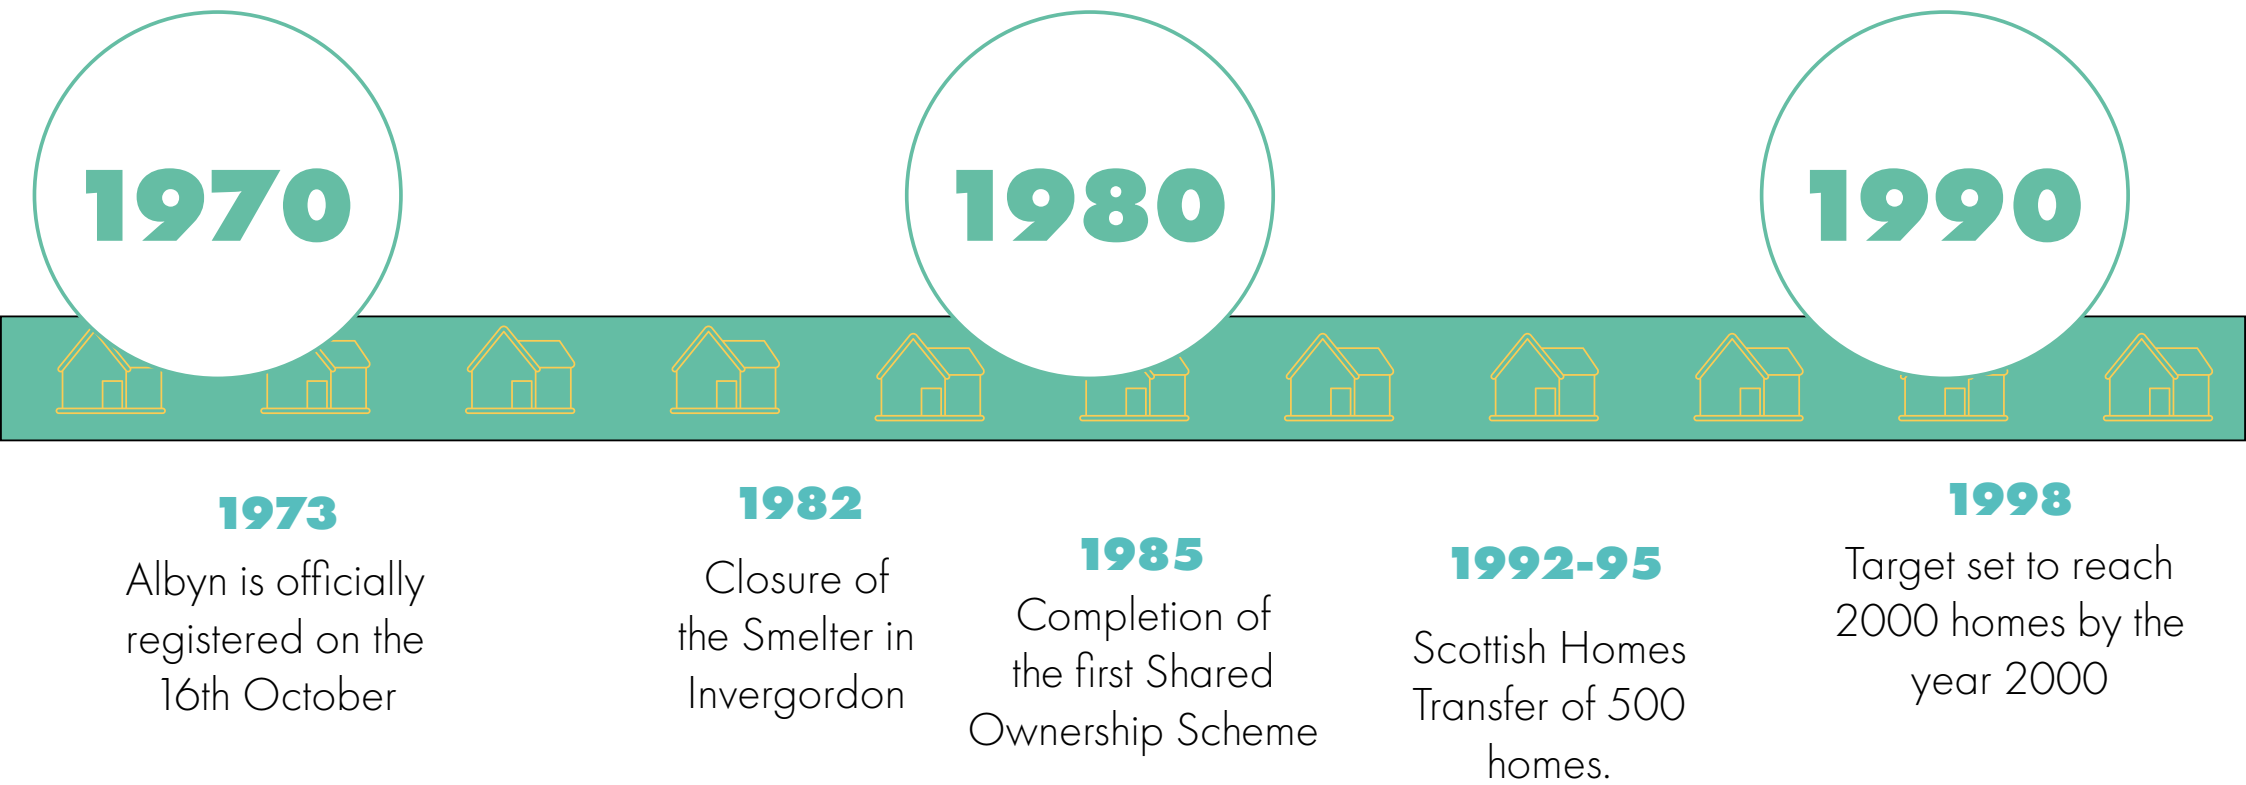 1970
1980
1990
1973
Albyn is officially
registered on the
16th October
1982
Closure of
the Smelter in
Invergordon
1985
Completion of
the first Shared
Ownership Scheme
1992-95
Scottish Homes
Transfer of 500
homes.
1998
Target set to reach
2000 homes by the
year 2000